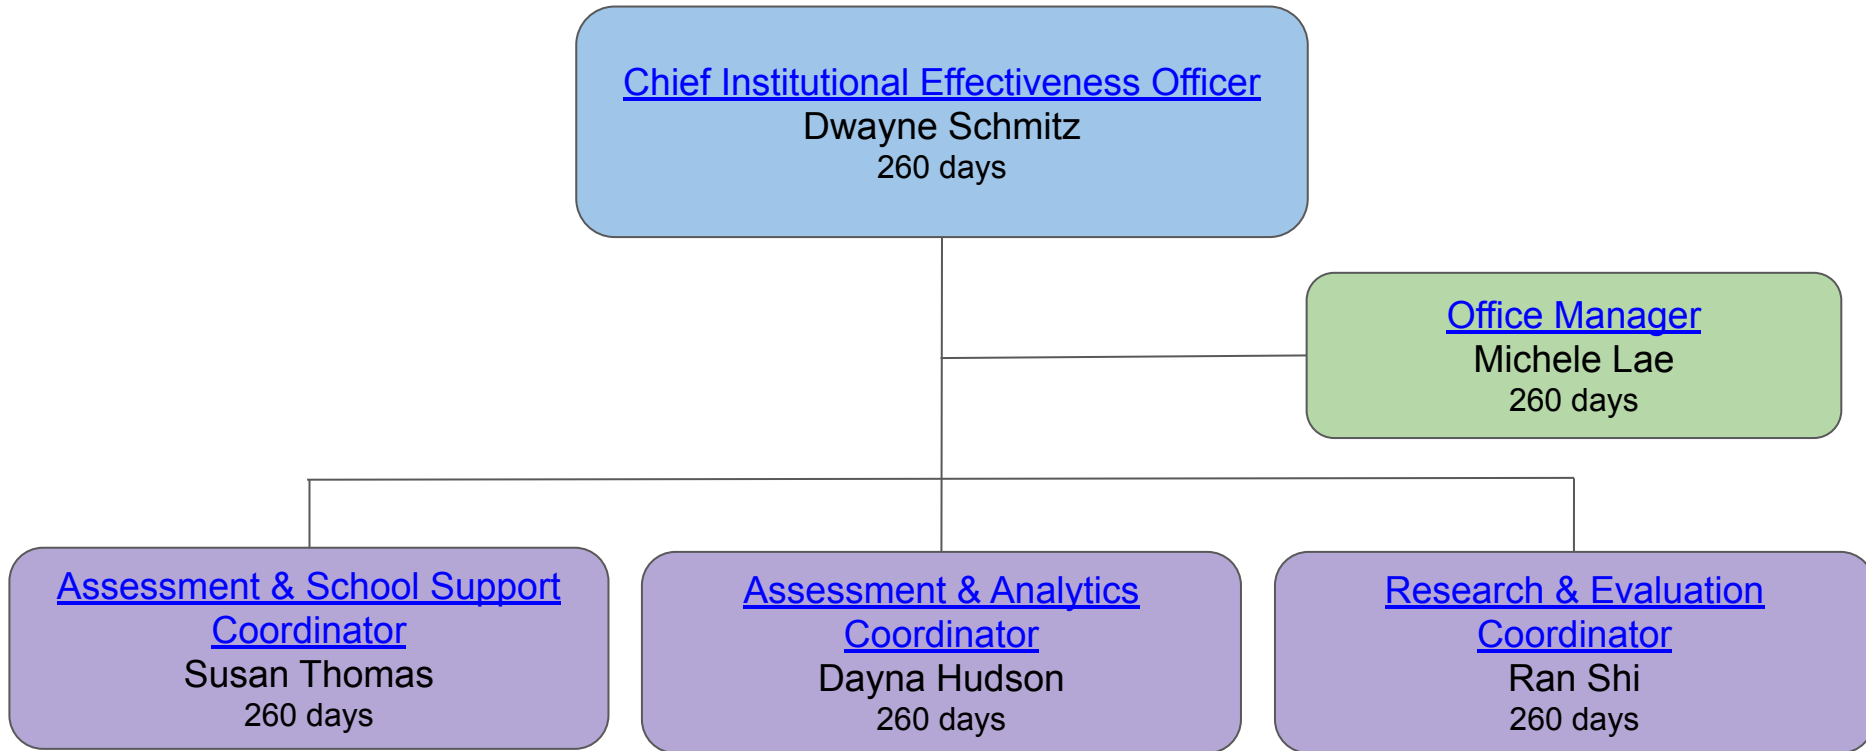 Chief Institutional Effectiveness Officer
Dwayne Schmitz
260 days
Office Manager
Michele Lae
260 days
Assessment & School Support
Coordinator
Susan Thomas
260 days
Assessment & Analytics
Coordinator
Dayna Hudson
260 days
Research & Evaluation
Coordinator
Ran Shi
260 days